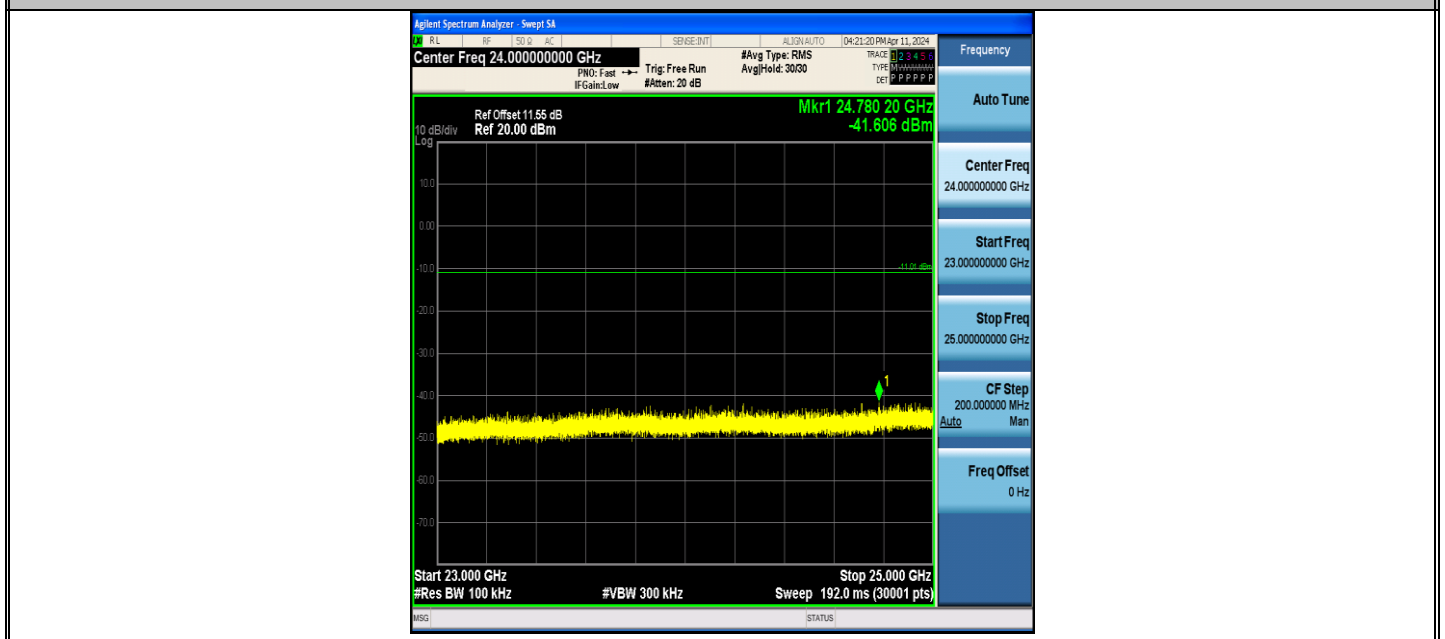 Agilent Spectrum Analyzer - Swept SA
RL RF 50 Ω AC SENSE:INT ALIGN AUTO 04:21:20 PM Apr 11, 2024
Center Freq 24.000000000 GHz
PNO: Fast
IFGain:Low
Trig: Free Run
#Atten: 20 dB
#Avg Type: RMS
Avg|Hold: 30/30
TRACE 1 2 3 4 5 6
TYPE M
DET P P P P P P
Ref Offset 11.55 dB
10 dB/div Ref 20.00 dBm
Log
Mkr1 24.780 20 GHz
-41.606 dBm
10.0
0.00
-10.0
-11.01 dBm
-20.0
-30.0
1
-40.0
-50.0
-60.0
-70.0
Start 23.000 GHz Stop 25.000 GHz
#Res BW 100 kHz #VBW 300 kHz Sweep 192.0 ms (30001 pts)
MSG STATUS
Frequency
Auto Tune
Center Freq
24.000000000 GHz
Start Freq
23.000000000 GHz
Stop Freq
25.000000000 GHz
CF Step
200.000000 MHz
Auto Man
Freq Offset
0 Hz